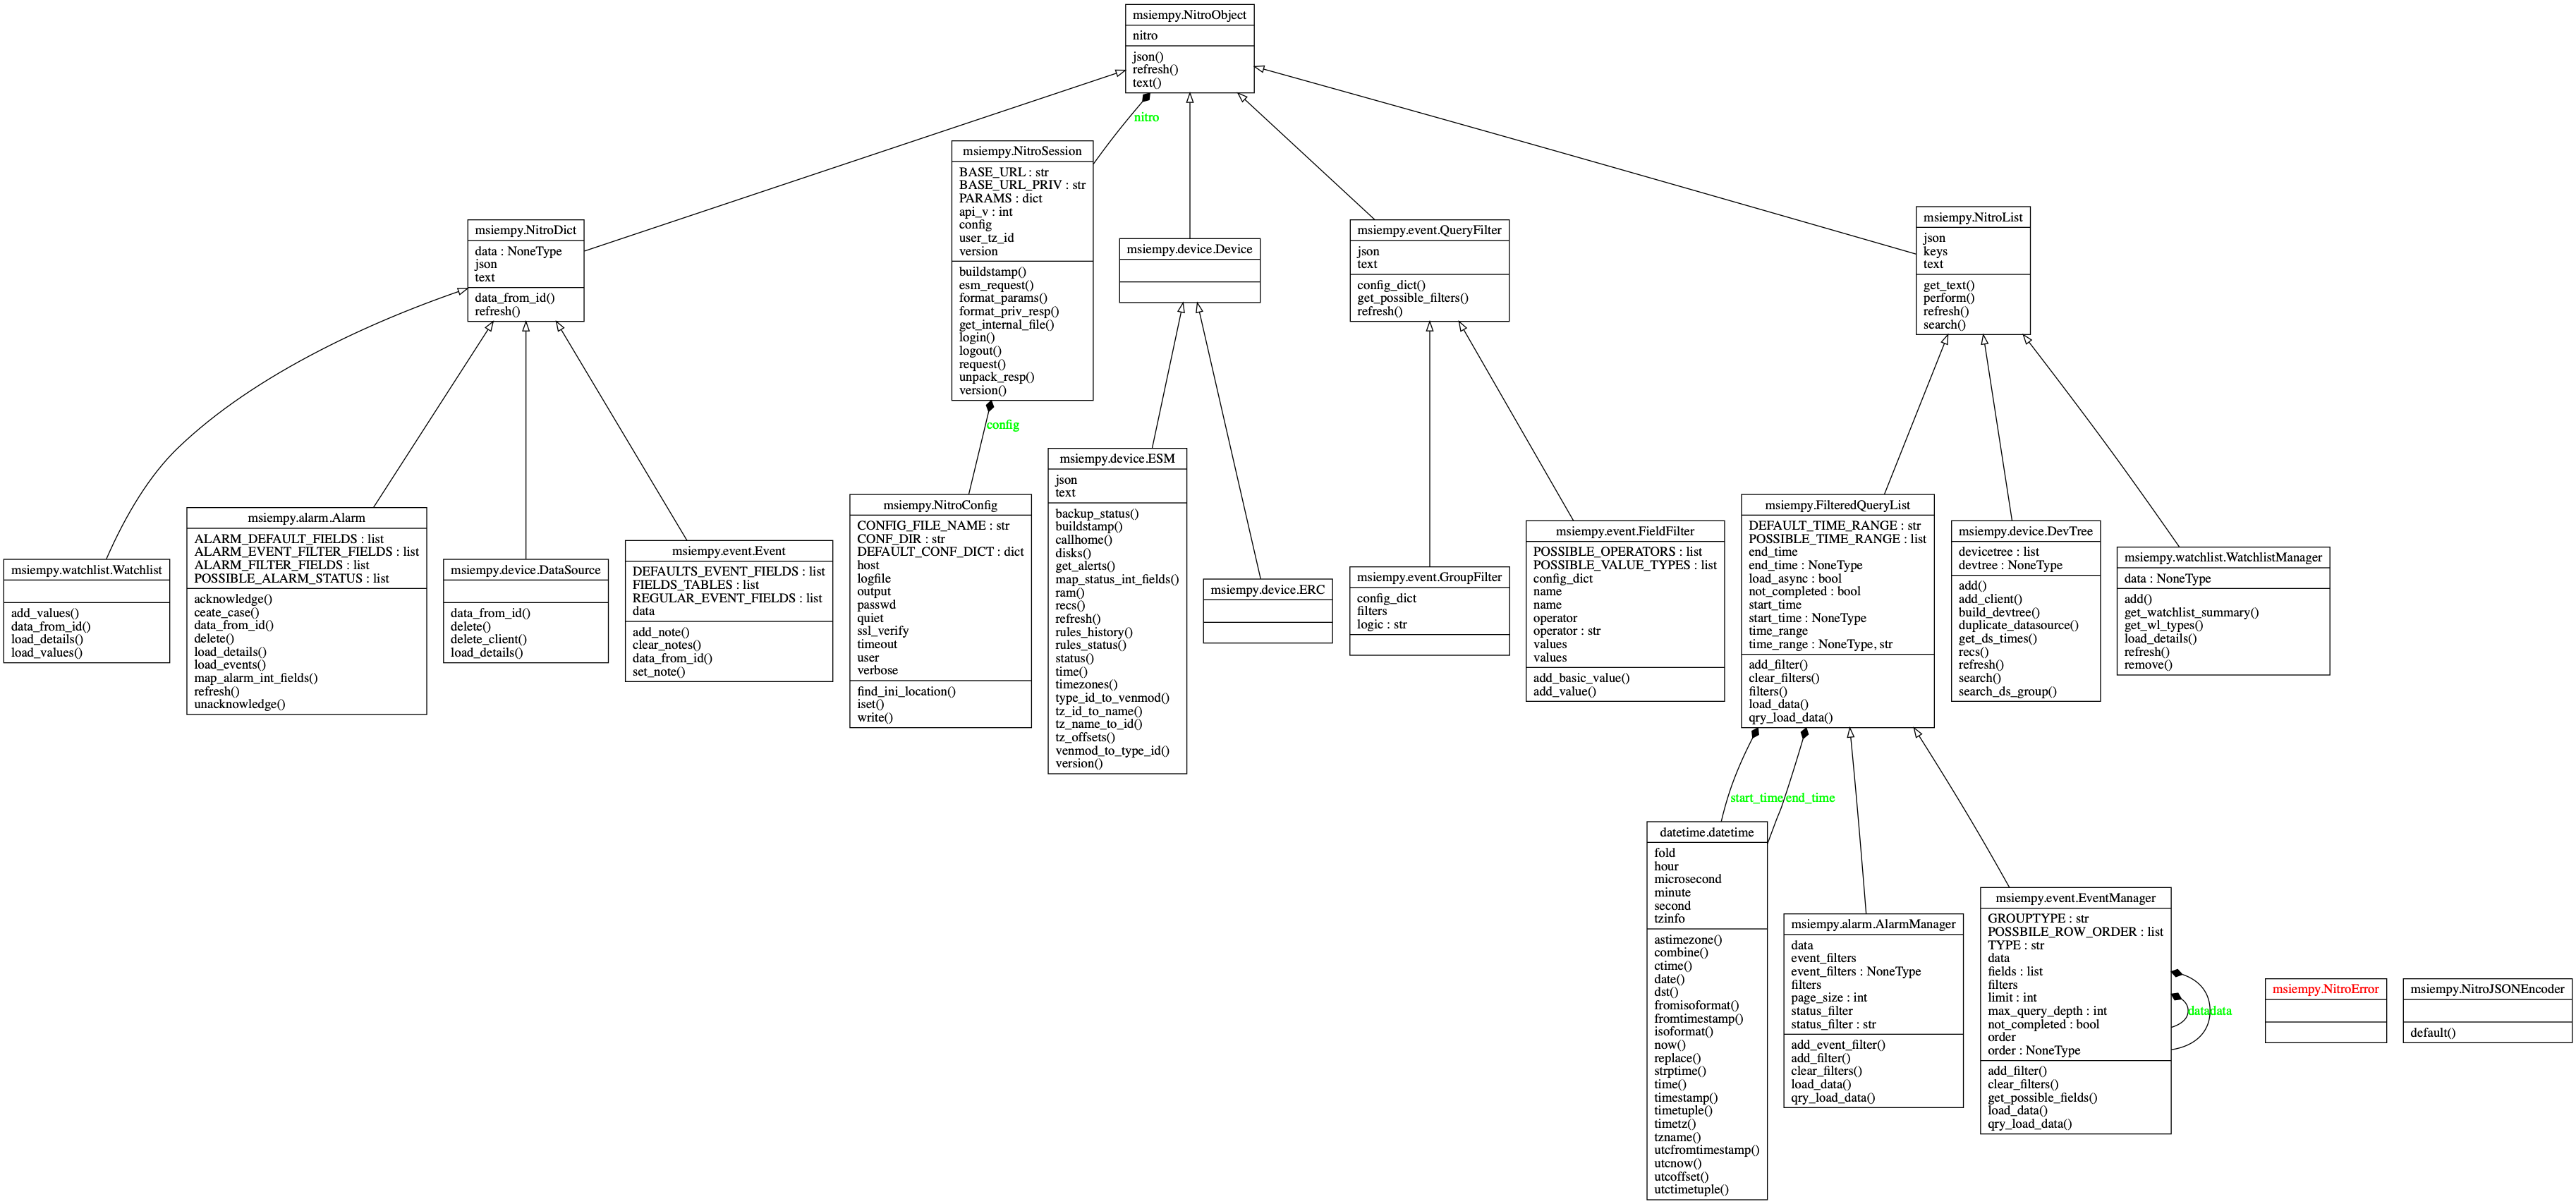 msiempy.NitroObject
nitro
json()
refresh()
text()
nitro
msiempy.NitroSession
BASE_URL : str
BASE_URL_PRIV : str
PARAMS : dict
api_v : int
config
user_tz_id
version
buildstamp()
esm_request()
format_params()
format_priv_resp()
get_internal_file()
login()
logout()
request()
unpack_resp()
version()
msiempy.NitroDict
data : NoneType
json
text
data_from_id()
refresh()
msiempy.device.Device
msiempy.event.QueryFilter
json
text
config_dict()
get_possible_filters()
refresh()
msiempy.NitroList
json
keys
text
get_text()
perform()
refresh()
search()
config
msiempy.watchlist.Watchlist
add_values()
data_from_id()
load_details()
load_values()
msiempy.alarm.Alarm
ALARM_DEFAULT_FIELDS : list
ALARM_EVENT_FILTER_FIELDS : list
ALARM_FILTER_FIELDS : list
POSSIBLE_ALARM_STATUS : list
acknowledge()
ceate_case()
data_from_id()
delete()
load_details()
load_events()
map_alarm_int_fields()
refresh()
unacknowledge()
msiempy.device.DataSource
data_from_id()
delete()
delete_client()
load_details()
msiempy.event.Event
DEFAULTS_EVENT_FIELDS : list
FIELDS_TABLES : list
REGULAR_EVENT_FIELDS : list
data
add_note()
clear_notes()
data_from_id()
set_note()
msiempy.NitroConfig
CONFIG_FILE_NAME : str
CONF_DIR : str
DEFAULT_CONF_DICT : dict
host
logfile
output
passwd
quiet
ssl_verify
timeout
user
verbose
find_ini_location()
iset()
write()
msiempy.device.ESM
json
text
backup_status()
buildstamp()
callhome()
disks()
get_alerts()
map_status_int_fields()
ram()
recs()
refresh()
rules_history()
rules_status()
status()
time()
timezones()
type_id_to_venmod()
tz_id_to_name()
tz_name_to_id()
tz_offsets()
venmod_to_type_id()
version()
msiempy.device.ERC
msiempy.event.GroupFilter
config_dict
filters
logic : str
msiempy.event.FieldFilter
POSSIBLE_OPERATORS : list
POSSIBLE_VALUE_TYPES : list
config_dict
name
name
operator
operator : str
values
values
add_basic_value()
add_value()
msiempy.FilteredQueryList
DEFAULT_TIME_RANGE : str
POSSIBLE_TIME_RANGE : list
end_time
end_time : NoneType
load_async : bool
not_completed : bool
start_time
start_time : NoneType
time_range
time_range : NoneType, str
add_filter()
clear_filters()
filters()
load_data()
qry_load_data()
msiempy.device.DevTree
devicetree : list
devtree : NoneType
add()
add_client()
build_devtree()
duplicate_datasource()
get_ds_times()
recs()
refresh()
search()
search_ds_group()
msiempy.watchlist.WatchlistManager
data : NoneType
add()
get_watchlist_summary()
get_wl_types()
load_details()
refresh()
remove()
start_time
end_time
datetime.datetime
fold
hour
microsecond
minute
second
tzinfo
astimezone()
combine()
ctime()
date()
dst()
fromisoformat()
fromtimestamp()
isoformat()
now()
replace()
strptime()
time()
timestamp()
timetuple()
timetz()
tzname()
utcfromtimestamp()
utcnow()
utcoffset()
utctimetuple()
msiempy.alarm.AlarmManager
data
event_filters
event_filters : NoneType
filters
page_size : int
status_filter
status_filter : str
add_event_filter()
add_filter()
clear_filters()
load_data()
qry_load_data()
msiempy.event.EventManager
GROUPTYPE : str
POSSBILE_ROW_ORDER : list
TYPE : str
data
fields : list
filters
limit : int
max_query_depth : int
not_completed : bool
order
order : NoneType
add_filter()
clear_filters()
get_possible_fields()
load_data()
qry_load_data()
data
data
msiempy.NitroError
msiempy.NitroJSONEncoder
default()